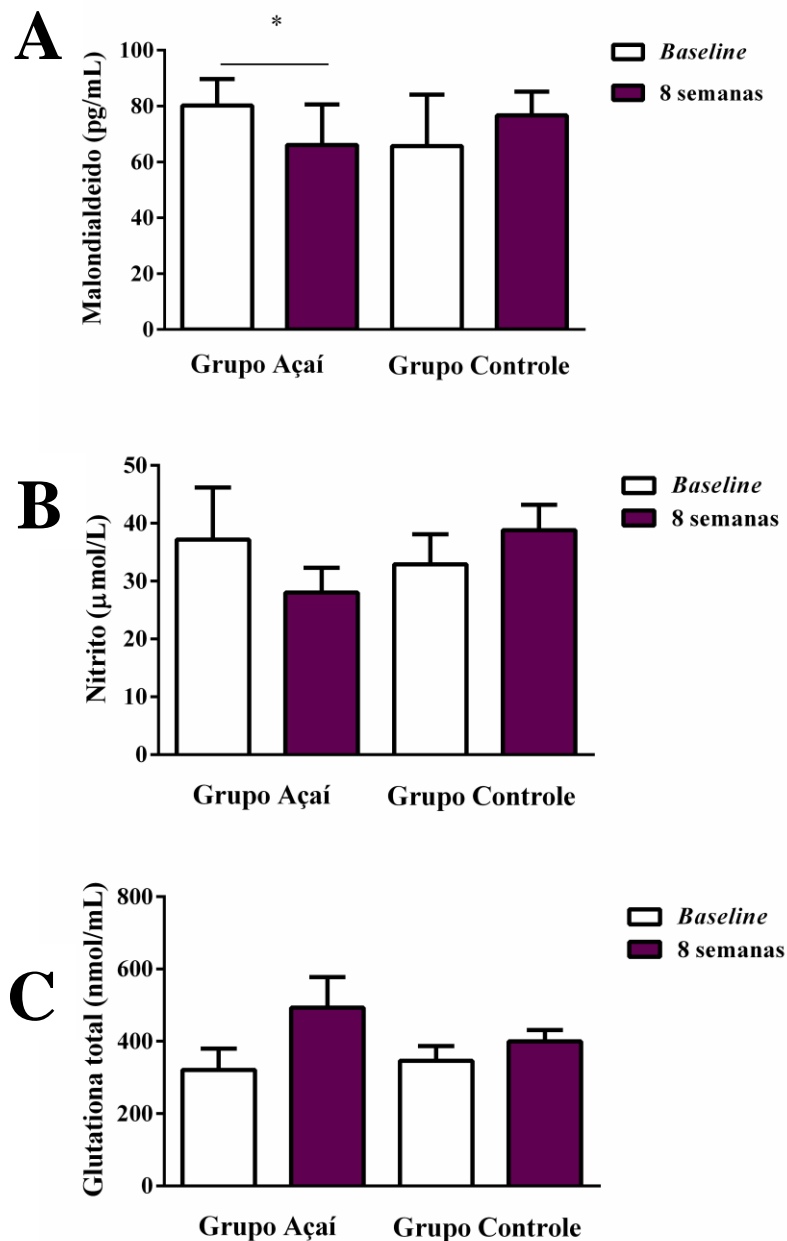 A
*
Malondialdeido (pg/mL)
100
80
60
40
20
0
Baseline
8 semanas
Grupo Açaí
Grupo Controle
B
Nitrito (µmol/L)
50
40
30
20
10
0
Baseline
8 semanas
Grupo Açaí
Grupo Controle
C
Glutationa total (nmol/mL)
800
600
400
200
0
Baseline
8 semanas
Grupo Açaí
Grupo Controle